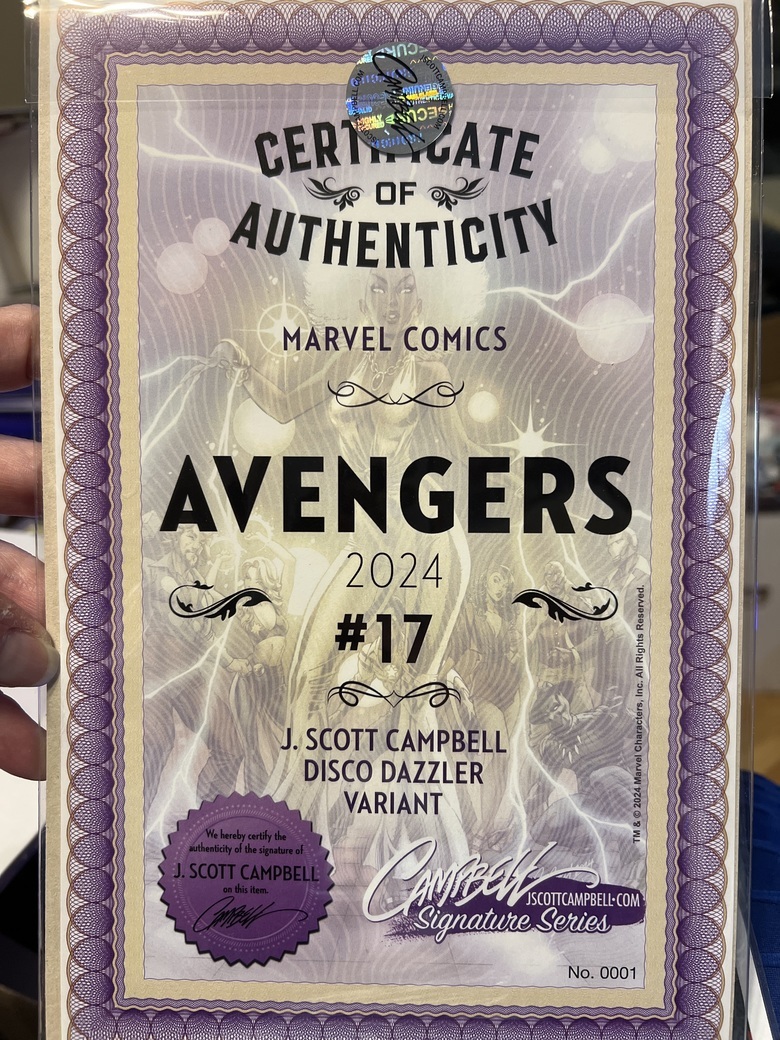 CERTIFICATE
OF
AUTHENTICITY
MARVEL COMICS
AVENGERS
2024
#17
J. SCOTT CAMPBELL
DISCO DAZZLER
VARIANT
We hereby certify the
authenticity of the signature of
J. SCOTT CAMPBELL
on this item.
Campbell
CAMPBELL
JSCOTTCAMPBELL•COM
Signature Series
No. 0001
TM & © 2024 Marvel Characters, Inc. All Rights Reserved.